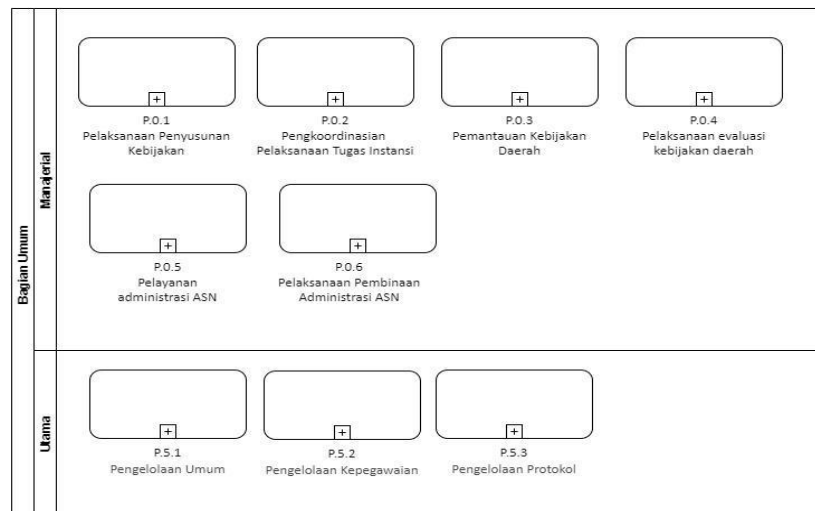 Bagian Umum
Manajerial
P.0.1
Pelaksanaan Penyusunan
Kebijakan
P.0.2
Pengkoordinasian
Pelaksanaan Tugas Instansi
P.0.3
Pemantauan Kebijakan
Daerah
P.0.4
Pelaksanaan evaluasi
kebijakan daerah
P.0.5
Pelayanan
administrasi ASN
P.0.6
Pelaksanaan Pembinaan
Administrasi ASN
Utama
P.5.1
Pengelolaan Umum
P.5.2
Pengelolaan Kepegawaian
P.5.3
Pengelolaan Protokol